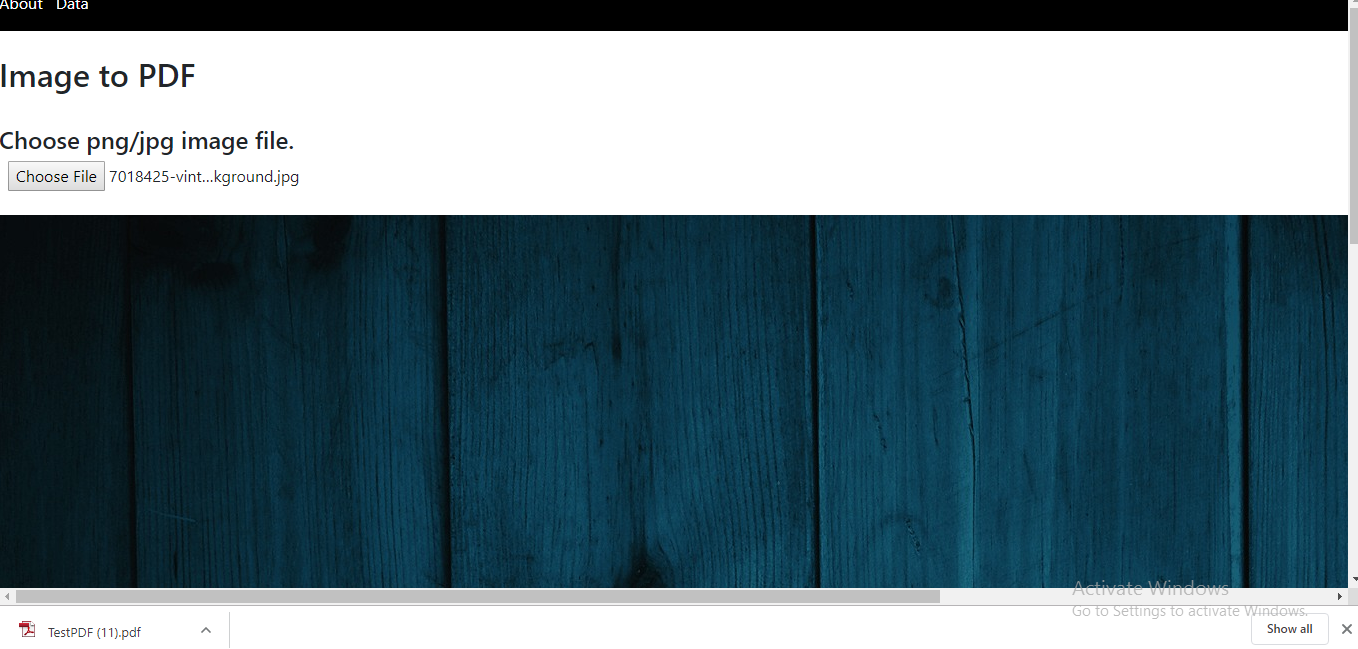 About Data
Image to PDF
Choose png/jpg image file.
Choose File 7018425-vint...kground.jpg
Activate Windows
Go to Settings to activate Windows.
TestPDF (11).pdf
Show all